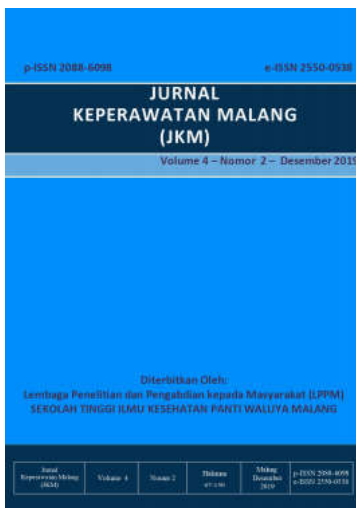 p-ISSN 2088-6098 e-ISSN 2550-0538
JURNAL
KEPERAWATAN MALANG
(JKM)
Volume 4 – Nomor 2 – Desember 2019
Diterbitkan Oleh:
Lembaga Penelitian dan Pengabdian kepada Masyarakat (LPPM)
SEKOLAH TINGGI ILMU KESEHATAN PANTI WALUYA MALANG
Jurnal
Keperawatan Malang
(JKM)
Volume 4
Nomor 2
Halaman
Malang
Desember
2019
p-ISSN 2088-6098
e-ISSN 2550-0538